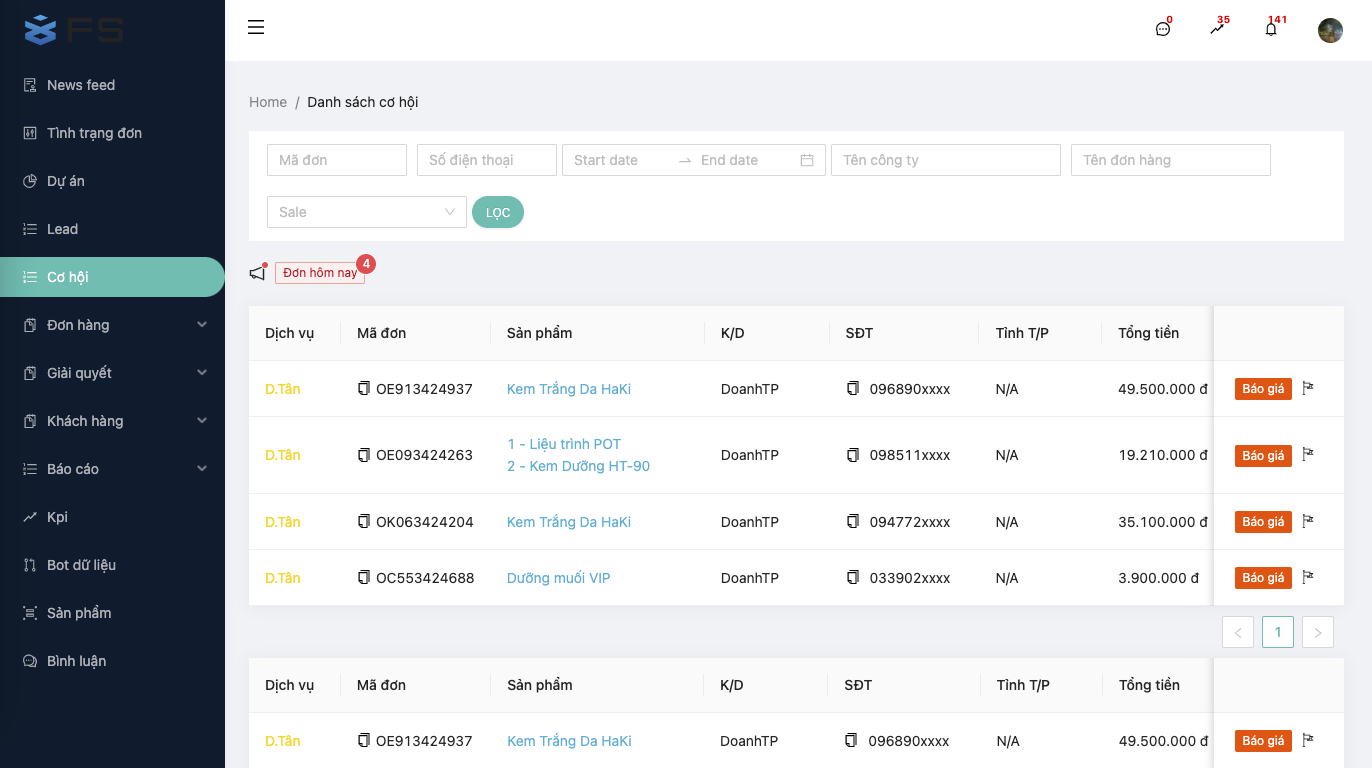 FS
0
35
141
News feed
Tình trạng đơn
Dự án
Lead
Cơ hội
Đơn hàng
Giải quyết
Khách hàng
Báo cáo
Kpi
Bot dữ liệu
Sản phẩm
Bình luận
Home / Danh sách cơ hội
Mã đơn Số điện thoại Start date End date Tên công ty Tên đơn hàng
Sale LỌC
Đơn hôm nay 4
Dịch vụ Mã đơn Sản phẩm K/D SĐT Tỉnh T/P Tổng tiền
D.Tân OE913424937 Kem Trắng Da HaKi DoanhTP 096890xxxx N/A 49.500.000 đ Báo giá
1 - Liệu trình POT
D.Tân OE093424263 DoanhTP 098511xxxx N/A 19.210.000 đ Báo giá
2 - Kem Dưỡng HT-90
D.Tân OK063424204 Kem Trắng Da HaKi DoanhTP 094772xxxx N/A 35.100.000 đ Báo giá
D.Tân OC553424688 Dưỡng muối VIP DoanhTP 033902xxxx N/A 3.900.000 đ Báo giá
1
Dịch vụ Mã đơn Sản phẩm K/D SĐT Tỉnh T/P Tổng tiền
D.Tân OE913424937 Kem Trắng Da HaKi DoanhTP 096890xxxx N/A 49.500.000 đ Báo giá